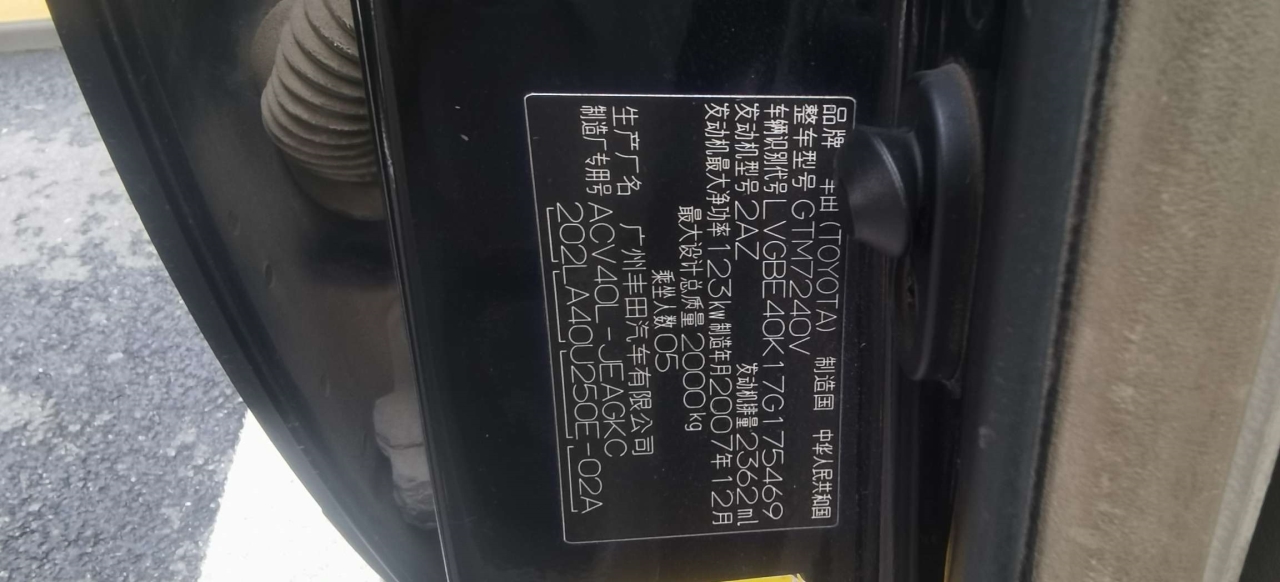 品牌 丰田(TOYOTA) 制造国 中华人民共和国
整车型号 GTM7240V
车辆识别代号 LVGBE40K17G175469
发动机型号 2AZ 发动机排量 2362ml
发动机最大净功率 123kw 制造年月 2007年12月
最大设计总质量 2000kg
乘坐人数 05
生产厂名 广州丰田汽车有限公司
制造厂专用号 ACV40L-JEAGKC
202LA40U250E-02A